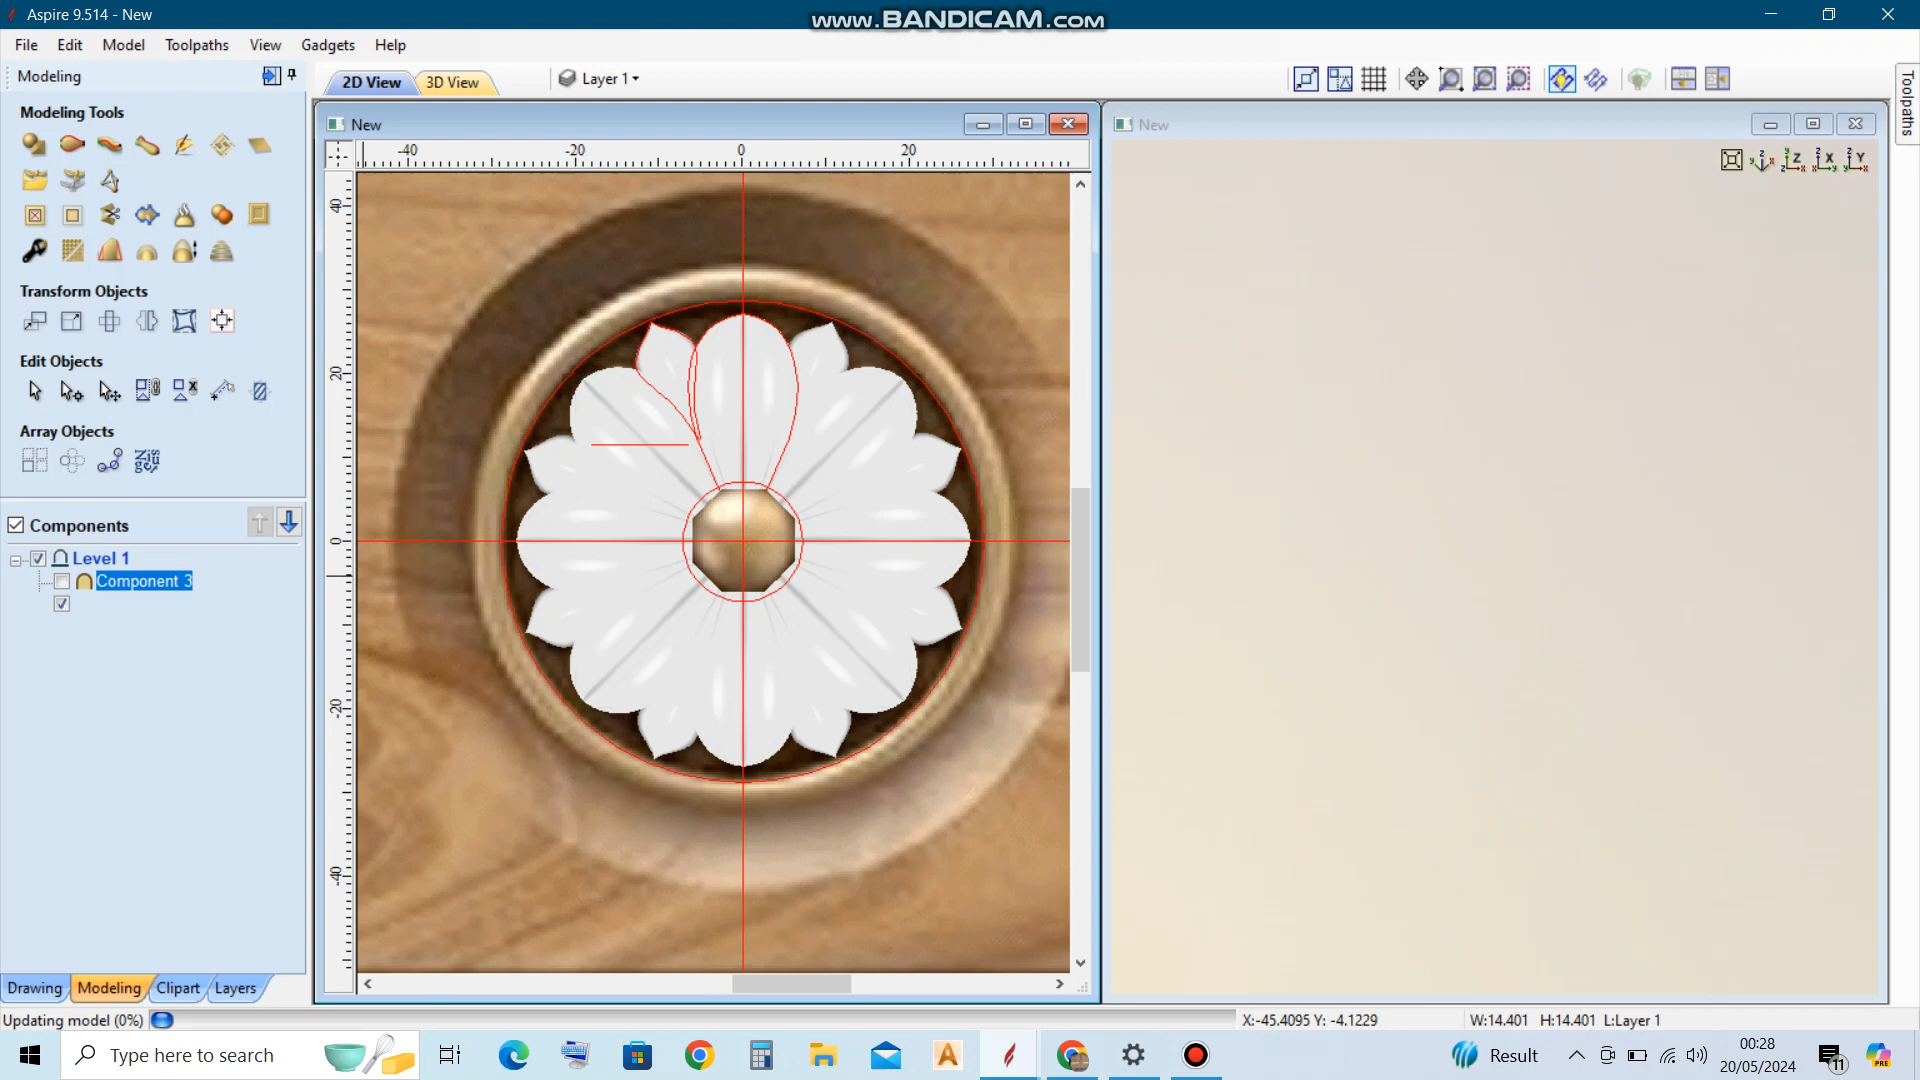 Aspire 9.514 - New
www.BANDICAM.com
File Edit Model Toolpaths View Gadgets Help
Modeling
2D View 3D View Layer 1
Toolpaths
Modeling Tools
New
New
-40 -20 0 20
Z X Y
40
20
0
-20
-40
Transform Objects
Edit Objects
Array Objects
Components
Level 1
Component 3
Drawing Modeling Clipart Layers
Updating model (0%)
X:-45.4095 Y: -4.1229
W:14.401 H:14.401 L:Layer 1
Type here to search
Result
00:28
20/05/2024
11
PRE